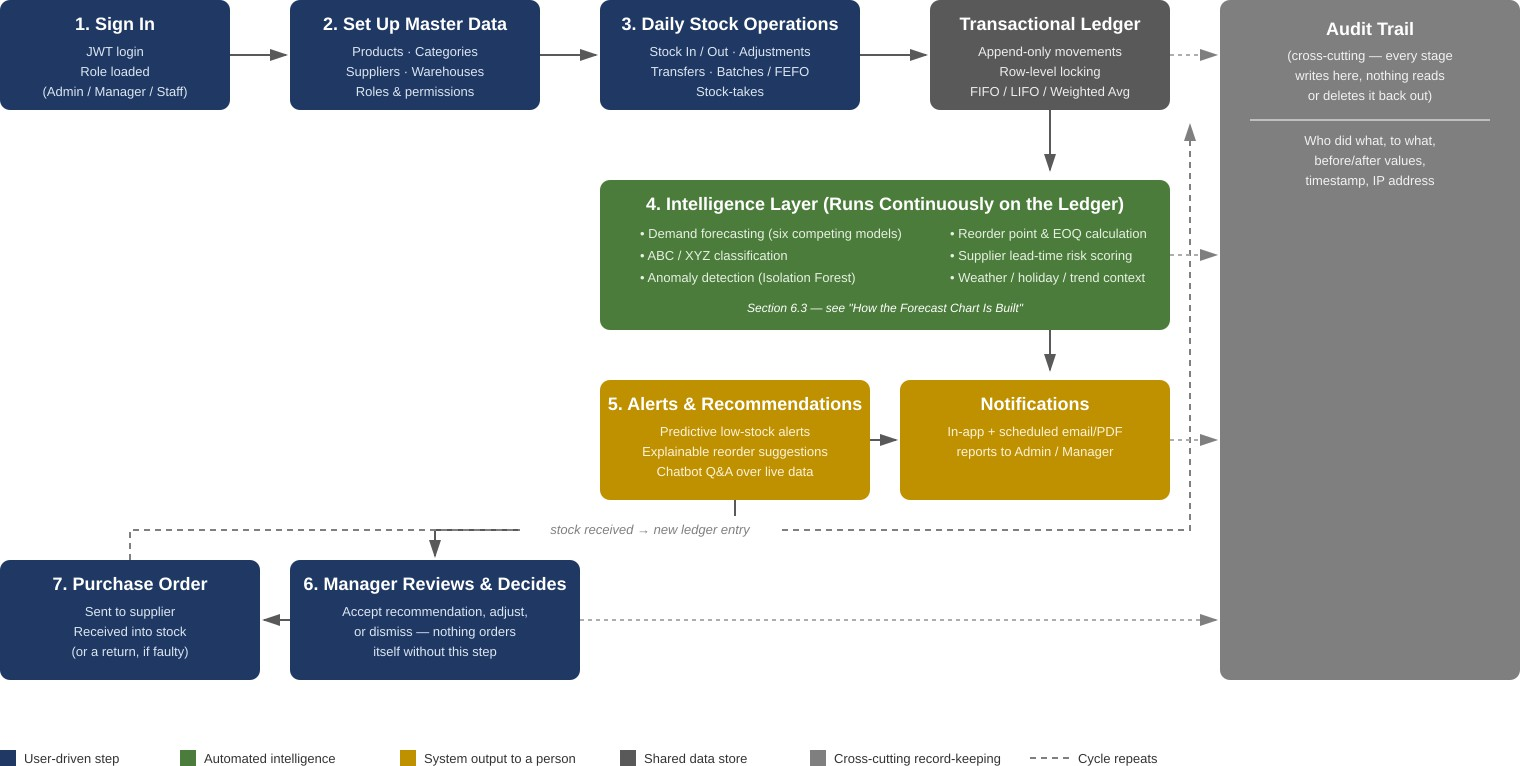 1. Sign In
JWT login
Role loaded
(Admin / Manager / Staff)
2. Set Up Master Data
Products · Categories
Suppliers · Warehouses
Roles & permissions
3. Daily Stock Operations
Stock In / Out · Adjustments
Transfers · Batches / FEFO
Stock-takes
Transactional Ledger
Append-only movements
Row-level locking
FIFO / LIFO / Weighted Avg
Audit Trail
(cross-cutting — every stage
writes here, nothing reads
or deletes it back out)
Who did what, to what,
before/after values,
timestamp, IP address
4. Intelligence Layer (Runs Continuously on the Ledger)
• Demand forecasting (six competing models)
• ABC / XYZ classification
• Anomaly detection (Isolation Forest)
• Reorder point & EOQ calculation
• Supplier lead-time risk scoring
• Weather / holiday / trend context
Section 6.3 — see "How the Forecast Chart Is Built"
5. Alerts & Recommendations
Predictive low-stock alerts
Explainable reorder suggestions
Chatbot Q&A over live data
Notifications
In-app + scheduled email/PDF
reports to Admin / Manager
stock received → new ledger entry
7. Purchase Order
Sent to supplier
Received into stock
(or a return, if faulty)
6. Manager Reviews & Decides
Accept recommendation, adjust,
or dismiss — nothing orders
itself without this step
User-driven step
Automated intelligence
System output to a person
Shared data store
Cross-cutting record-keeping
Cycle repeats